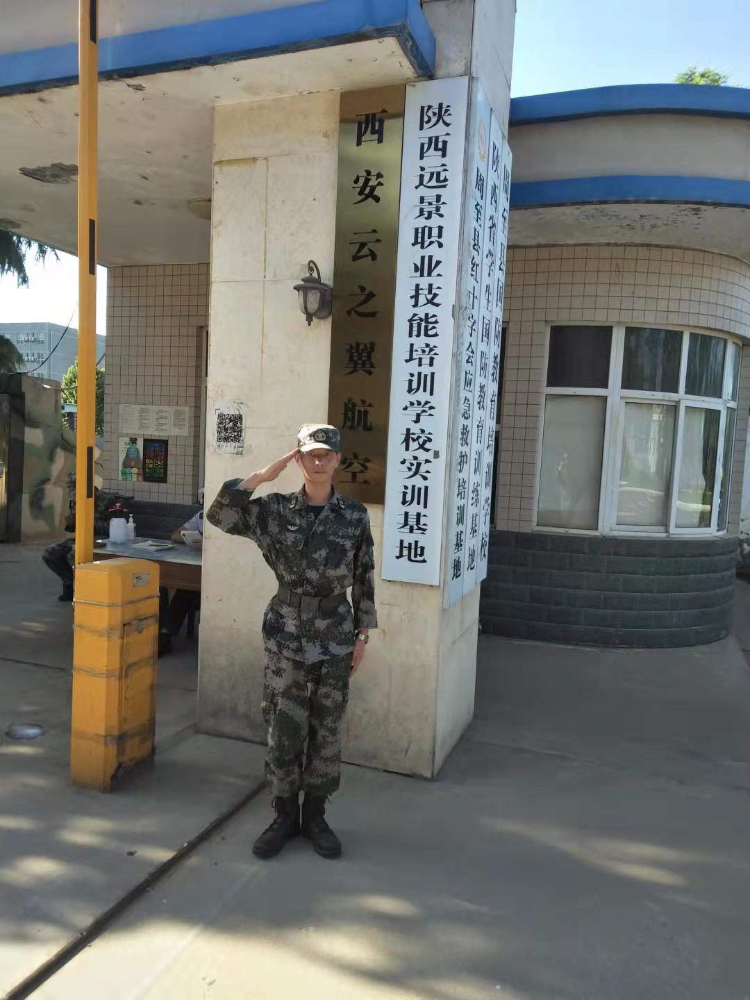 西安云之翼航空
陕西远景职业技能培训学校实训基地
周至县红十字会应急救护培训基地
陕西省学生国防教育训练基地
周至县国防教育培训学校